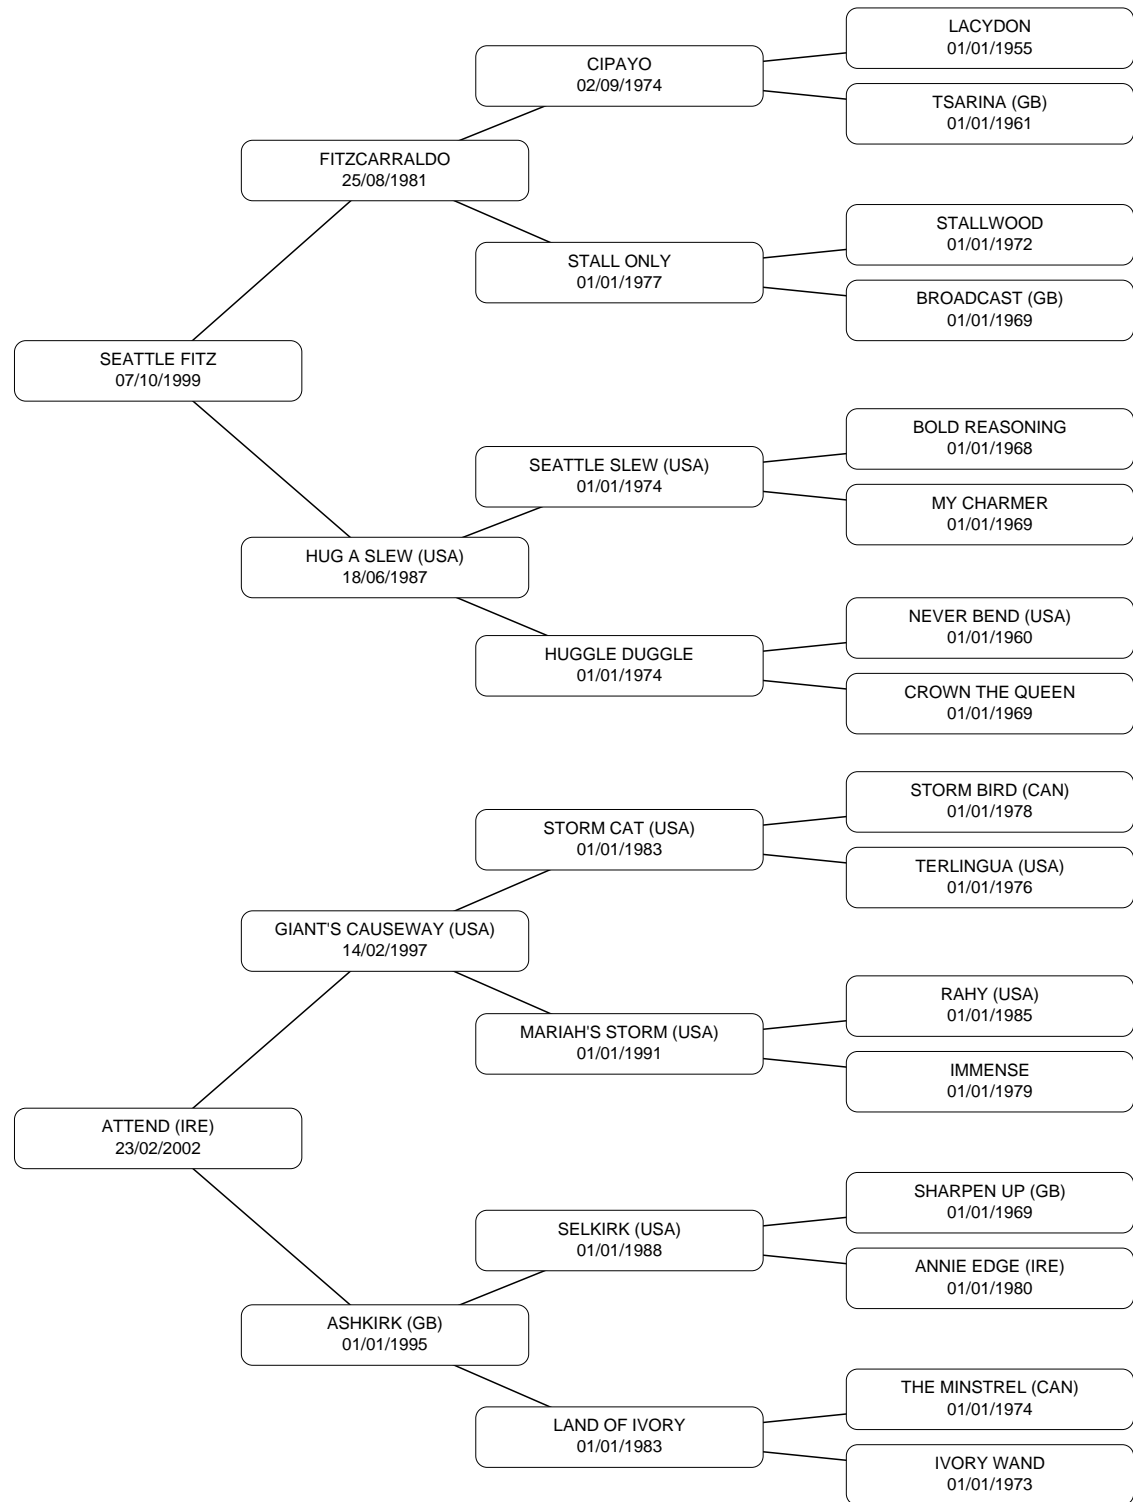 LACYDON
01/01/1955
CIPAYO
02/09/1974
TSARINA (GB)
01/01/1961
FITZCARRALDO
25/08/1981
STALLWOOD
01/01/1972
STALL ONLY
01/01/1977
BROADCAST (GB)
01/01/1969
SEATTLE FITZ
07/10/1999
BOLD REASONING
01/01/1968
SEATTLE SLEW (USA)
01/01/1974
MY CHARMER
01/01/1969
HUG A SLEW (USA)
18/06/1987
NEVER BEND (USA)
01/01/1960
HUGGLE DUGGLE
01/01/1974
CROWN THE QUEEN
01/01/1969
STORM BIRD (CAN)
01/01/1978
STORM CAT (USA)
01/01/1983
TERLINGUA (USA)
01/01/1976
GIANT'S CAUSEWAY (USA)
14/02/1997
RAHY (USA)
01/01/1985
MARIAH'S STORM (USA)
01/01/1991
IMMENSE
01/01/1979
ATTEND (IRE)
23/02/2002
SHARPEN UP (GB)
01/01/1969
SELKIRK (USA)
01/01/1988
ANNIE EDGE (IRE)
01/01/1980
ASHKIRK (GB)
01/01/1995
THE MINSTREL (CAN)
01/01/1974
LAND OF IVORY
01/01/1983
IVORY WAND
01/01/1973